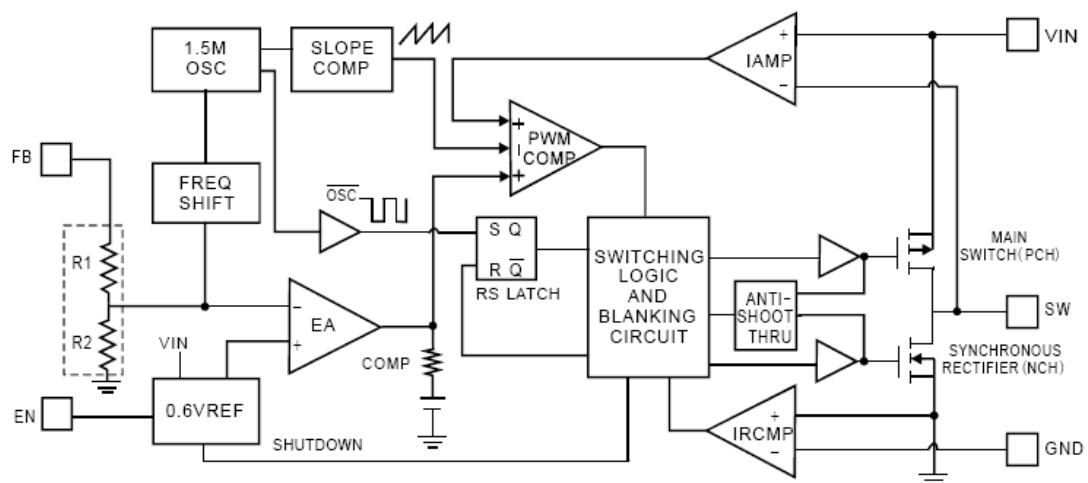 1.5M
OSC
SLOPE
COMP
+
IAMP
−
VIN
FB
FREQ
SHIFT
+
−
+
PWM
COMP
OSC
R1
R2
S Q
R Q
RS LATCH
SWITCHING
LOGIC
AND
BLANKING
CIRCUIT
MAIN
SWITCH(PCH)
ANTI-
SHOOT
THRU
SW
−
EA
+
COMP
VIN
EN
0.6VREF
SHUTDOWN
SYNCHRONOUS
RECTIFIER(NCH)
+
IRCMP
−
GND